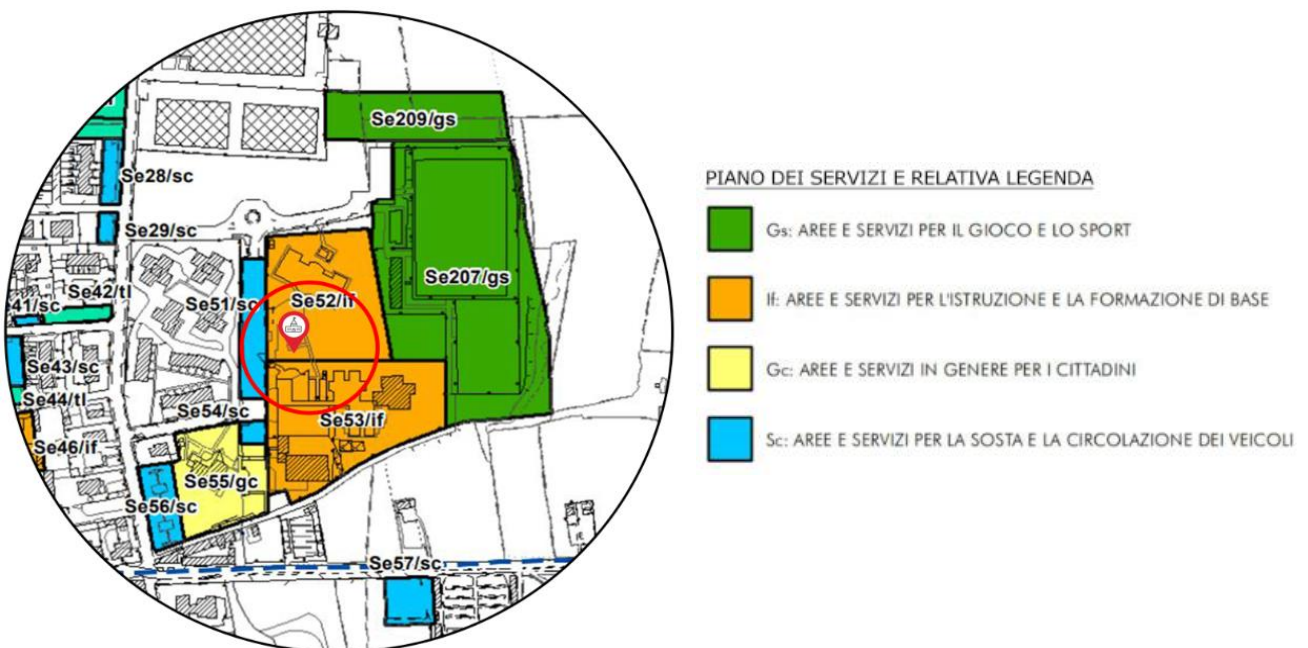 Se209/gs
Se28/sc
Se29/sc
Se207/gs
Se42/tl
41/sc
Se51/sc
Se52/if
Se43/sc
Se44/tl
Se54/sc
Se53/if
Se46/if
Se55/gc
Se56/sc
Se57/sc
PIANO DEI SERVIZI E RELATIVA LEGENDA
Gs: AREE E SERVIZI PER IL GIOCO E LO SPORT
If: AREE E SERVIZI PER L'ISTRUZIONE E LA FORMAZIONE DI BASE
Gc: AREE E SERVIZI IN GENERE PER I CITTADINI
Sc: AREE E SERVIZI PER LA SOSTA E LA CIRCOLAZIONE DEI VEICOLI